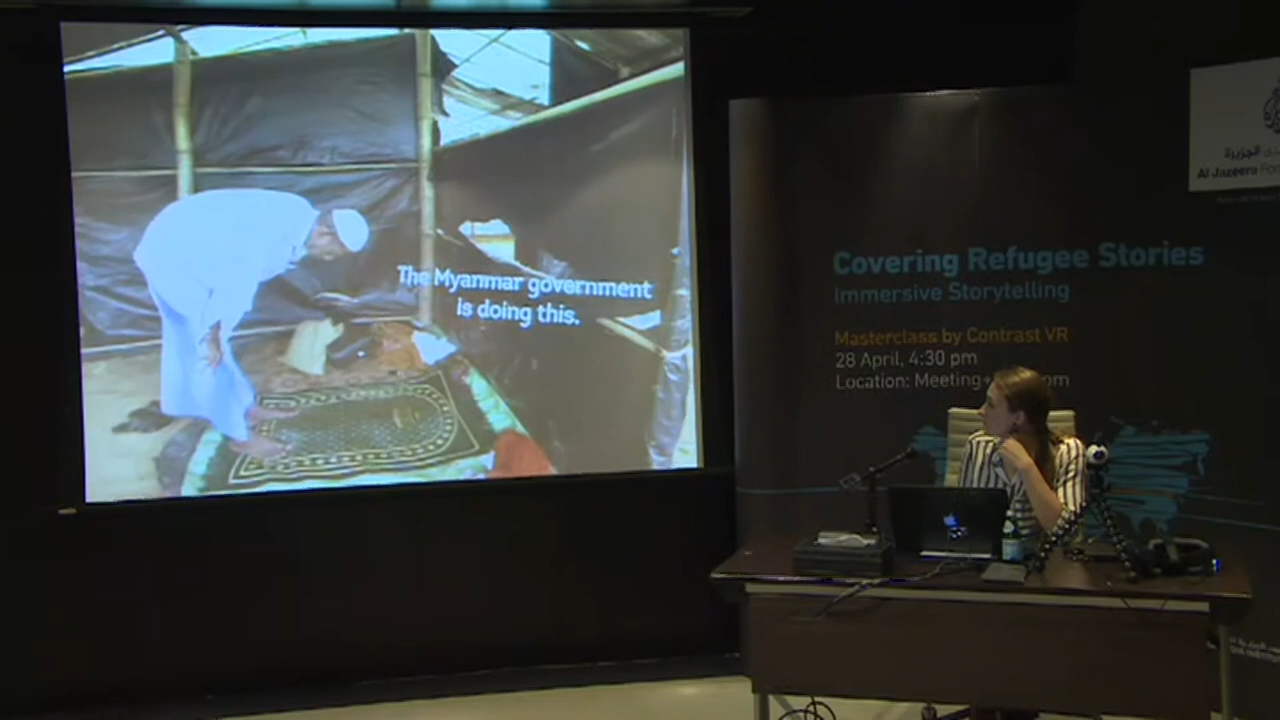 The Myanmar government
is doing this.
Covering Refugee Stories
Immersive Storytelling
Masterclass by Contrast VR
28 April, 4:30 pm
Location: Meeting
الجزيرة
Al Jazeera